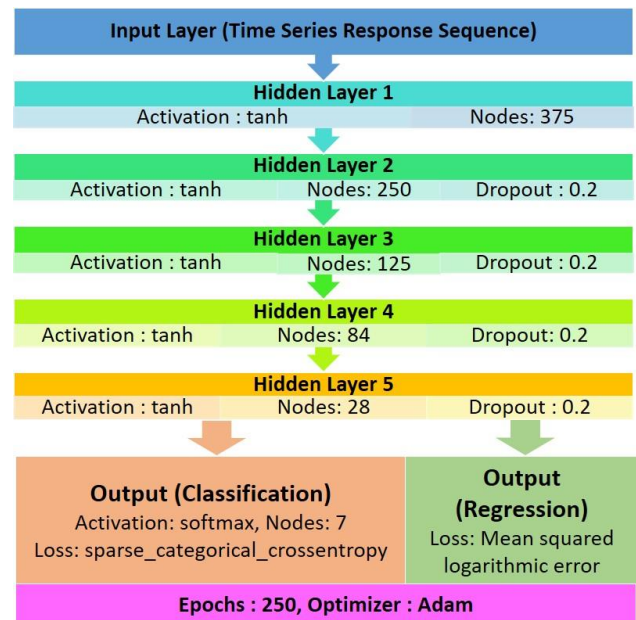 Input Layer (Time Series Response Sequence)
Hidden Layer 1
Activation : tanh Nodes: 375
Hidden Layer 2
Activation : tanh Nodes: 250 Dropout : 0.2
Hidden Layer 3
Activation : tanh Nodes: 125 Dropout : 0.2
Hidden Layer 4
Activation : tanh Nodes: 84 Dropout: 0.2
Hidden Layer 5
Activation : tanh Nodes: 28 Dropout : 0.2
Output (Classification)
Activation: softmax, Nodes: 7
Loss: sparse_categorical_crossentropy
Output
(Regression)
Loss: Mean squared
logarithmic error
Epochs : 250, Optimizer : Adam